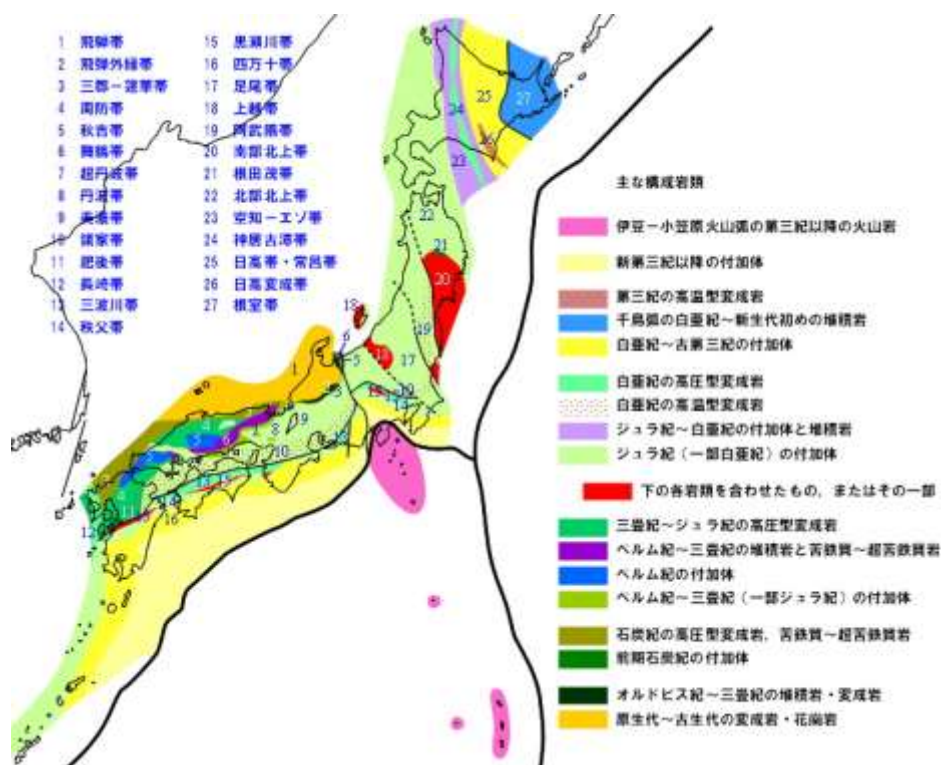 1 飛騨帯
2 飛騨外縁帯
3 三郡－蓮華帯
4 周防帯
5 秋吉帯
6 舞鶴帯
7 超丹波帯
8 丹波帯
9 美濃帯
10 領家帯
11 肥後帯
12 長崎帯
13 三波川帯
14 秩父帯
15 黒瀬川帯
16 四万十帯
17 足尾帯
18 上越帯
19 阿武隈帯
20 南部北上帯
21 根田茂帯
22 北部北上帯
23 空知－エゾ帯
24 神居古潭帯
25 日高帯・常呂帯
26 日高変成帯
27 根室帯
主な構成岩類
伊豆－小笠原火山弧の第三紀以降の火山岩
新第三紀以降の付加体
第三紀の高温型変成岩
千島弧の白亜紀～新生代初めの堆積岩
白亜紀～古第三紀の付加体
白亜紀の高圧型変成岩
白亜紀の高温型変成岩
ジュラ紀～白亜紀の付加体と堆積岩
ジュラ紀（一部白亜紀）の付加体
下の各岩類を合わせたもの，またはその一部
三畳紀～ジュラ紀の高圧型変成岩
ペルム紀～三畳紀の堆積岩と苦鉄質～超苦鉄質岩
ペルム紀の付加体
ペルム紀～三畳紀（一部ジュラ紀）の付加体
石炭紀の高圧型変成岩，苦鉄質～超苦鉄質岩
前期石炭紀の付加体
オルドビス紀～三畳紀の堆積岩・変成岩
原生代～古生代の変成岩・花崗岩
24
25
27
23
22
21
20
18
19
17
6
5
1
4
8
9
10
16
12
11